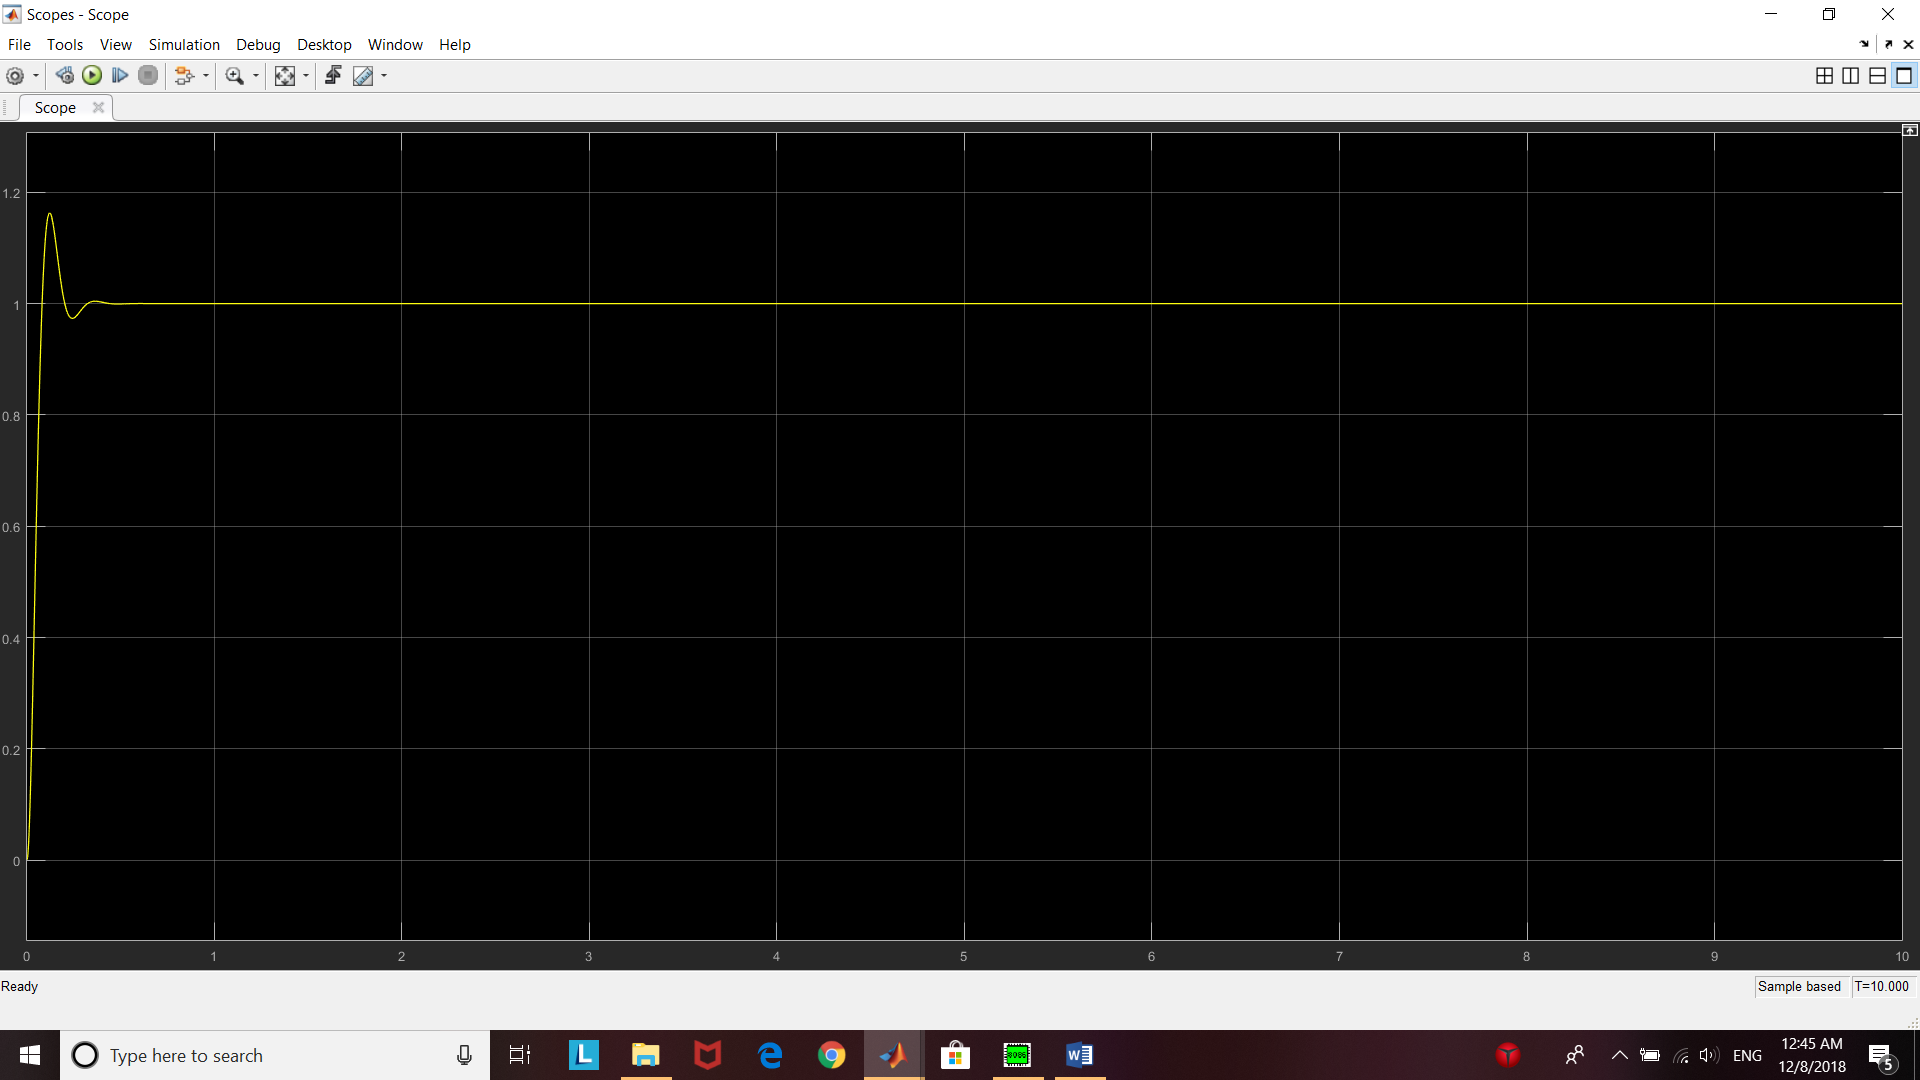 Scopes - Scope
File Tools View Simulation Debug Desktop Window Help
Scope
1.2
1
0.8
0.6
0.4
0.2
0
0 1 2 3 4 5 6 7 8 9 10
Ready
Sample based T=10.000
Type here to search
L
8086
W
ENG
12:45 AM
12/8/2018
5